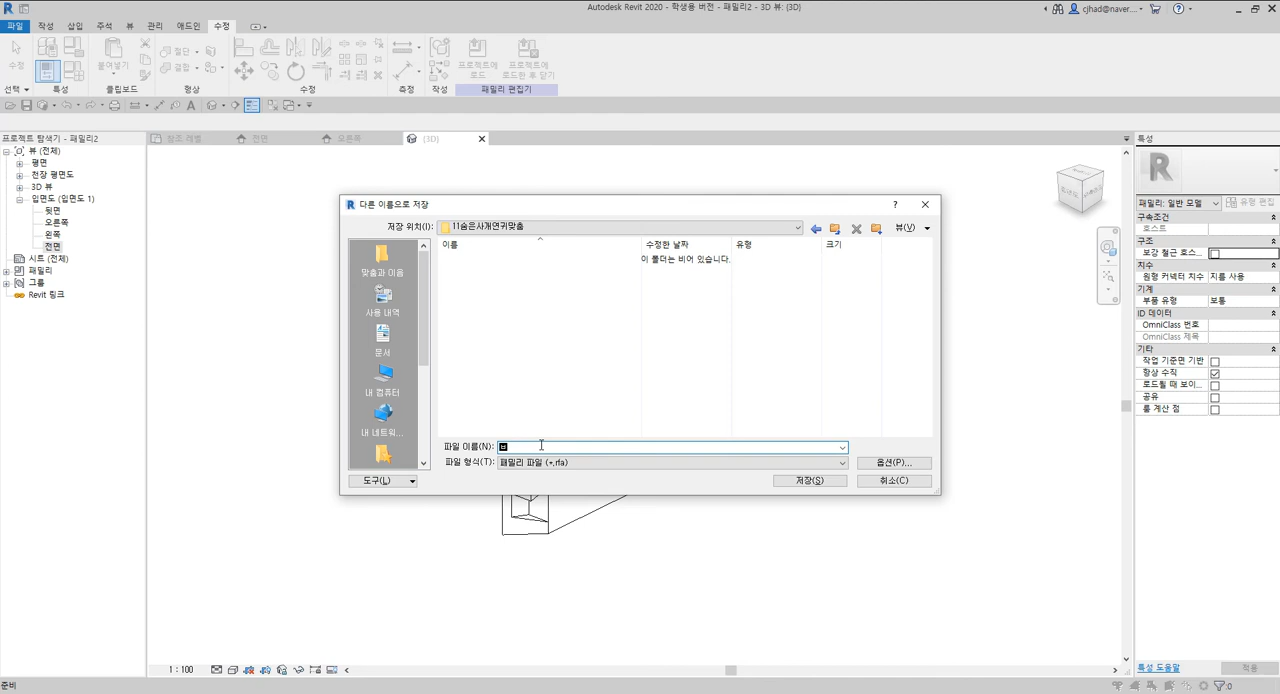 Autodesk Revit 2020 - 학생용 버전 - 패밀리2 - 3D 뷰: {3D}
cjhad@naver....
파일 작성 삽입 주석 뷰 관리 애드인 수정
수정
붙여넣기
절단
결합
프로젝트에
로드
프로젝트에
로드한 후 닫기
선택 특성 클립보드 형상 수정 측정 작성 패밀리 편집기
프로젝트 탐색기 - 패밀리2
참조 레벨 전면 오른쪽 {3D}
뷰 (전체)
평면
천장 평면도
3D 뷰
입면도 (입면도 1)
뒷면
오른쪽
왼쪽
전면
시트 (전체)
패밀리
그룹
Revit 링크
다른 이름으로 저장
저장 위치(I): 11숨은사개연귀맞춤
뷰(V)
이름 수정한 날짜 유형 크기
이 폴더는 비어 있습니다.
맞춤과 이음
사용 내역
문서
내 컴퓨터
내 네트워...
파일 이름(N): 보
파일 형식(T): 패밀리 파일 (*.rfa)
옵션(P)...
도구(L)
저장(S)
취소(C)
특성
패밀리: 일반 모델
유형 편집
구속조건
호스트
구조
보강 철근 호스...
치수
원형 커넥터 치수 지름 사용
기계
부품 유형 보통
ID 데이터
OmniClass 번호
OmniClass 제목
기타
작업 기준면 기반
항상 수직
로드될 때 보이...
공유
룸 계산 점
특성 도움말
적용
1 : 100
준비
:0